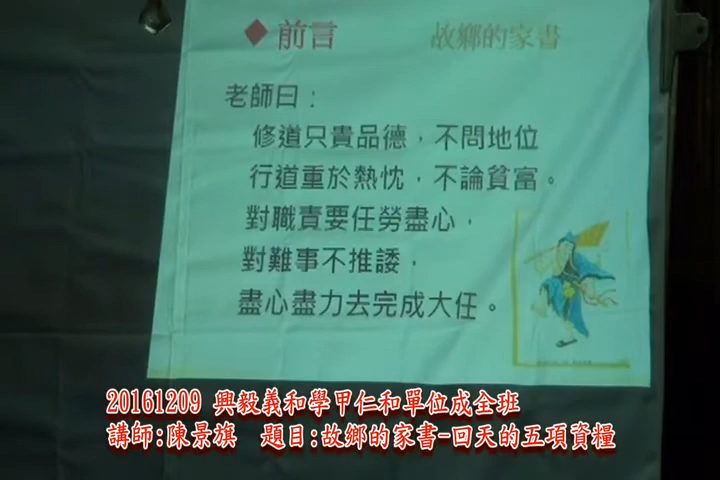 ◆ 前言 故鄉的家書
老師曰：
修道只貴品德，不問地位
行道重於熱忱，不論貧富。
對職責要任勞盡心，
對難事不推諉，
盡心盡力去完成大任。
20161209 興毅義和學甲仁和單位成全班
講師:陳景旗 題目:故鄉的家書-回天的五項資糧